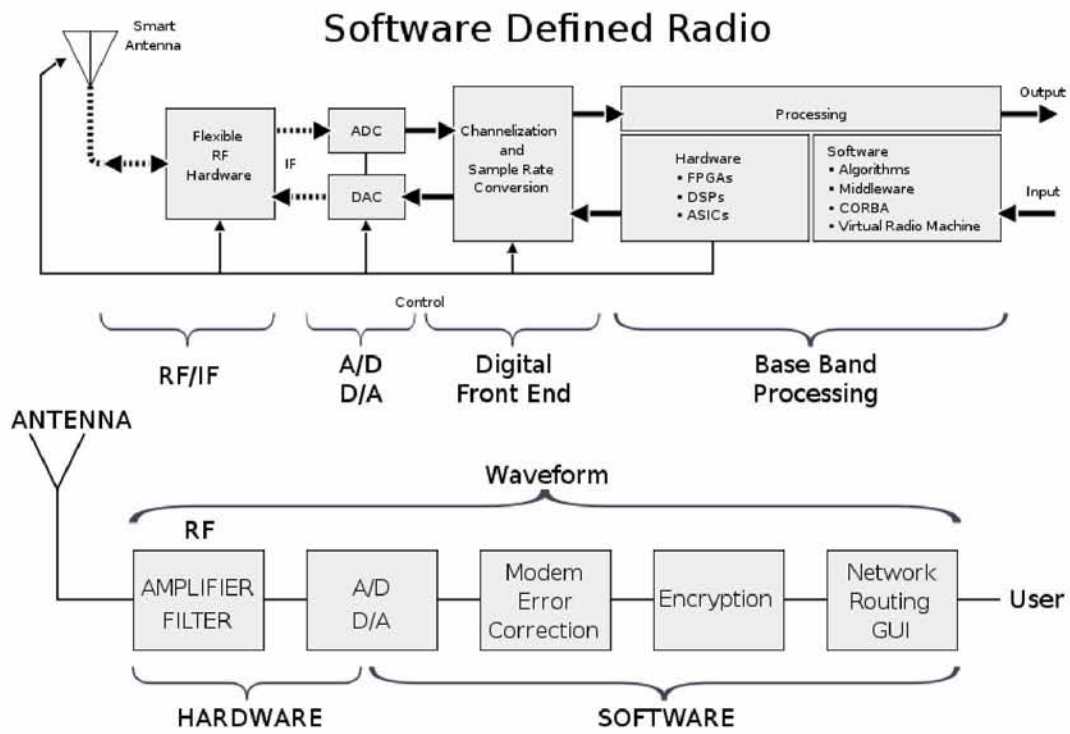 Software Defined Radio
Smart
Antenna
Flexible
RF
Hardware
IF
ADC
DAC
Channelization
and
Sample Rate
Conversion
Processing
Hardware
▪ FPGAs
▪ DSPs
▪ ASICs
Software
▪ Algorithms
▪ Middleware
▪ CORBA
▪ Virtual Radio Machine
Output
Input
Control
RF/IF
A/D
D/A
Digital
Front End
Base Band
Processing
ANTENNA
Waveform
RF
AMPLIFIER
FILTER
A/D
D/A
Modem
Error
Correction
Encryption
Network
Routing
GUI
User
HARDWARE
SOFTWARE